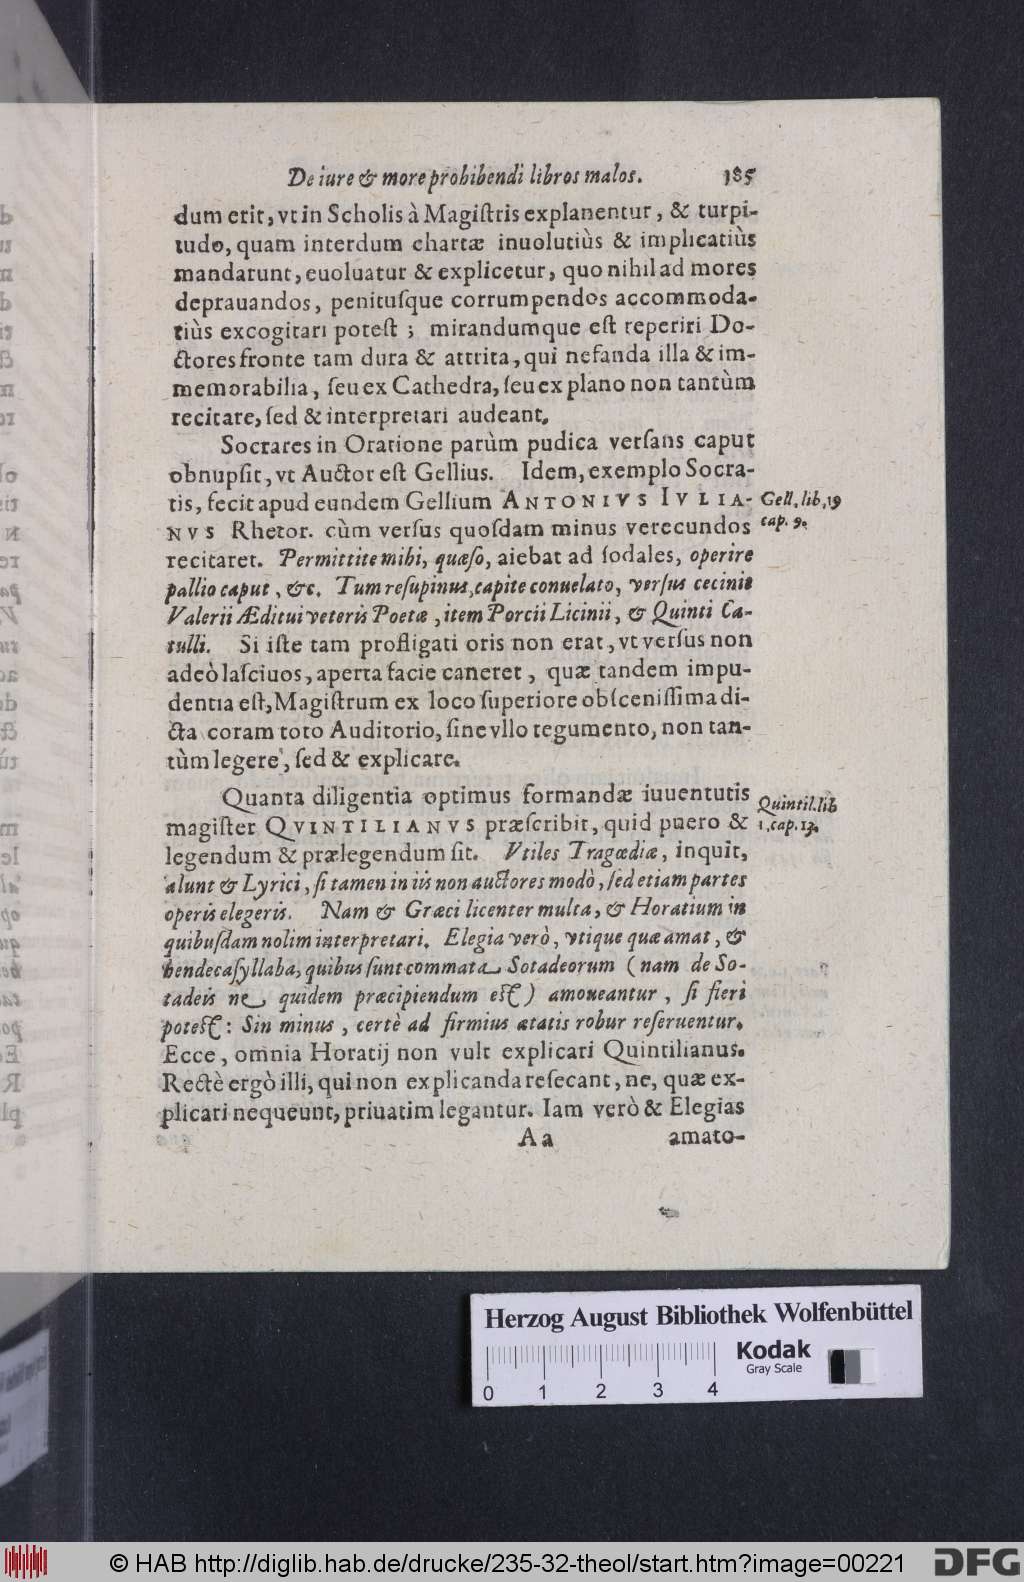 De iure & more prohibendi libros malos. 185
dum erit, vt in Scholis à Magiſtris explanentur, & turpi-
tudo, quam interdum chartæ inuolutiùs & implicatiùs
mandarunt, euoluatur & explicetur, quo nihil ad mores
deprauandos, penituſque corrumpendos accommoda-
tiùs excogitari poteſt ; mirandumque eſt reperiri Do-
ctores fronte tam dura & attrita, qui nefanda illa & im-
memorabilia, ſeu ex Cathedra, ſeu ex plano non tantùm
recitare, ſed & interpretari audeant.
Socrates in Oratione parùm pudica verſans caput
obnupſit, vt Auctor eſt Gellius. Idem, exemplo Socra-
tis, fecit apud eundem Gellium ANTONIVS IVLIA-
Gell. lib. 19
cap. 9.
NVS Rhetor. cùm verſus quoſdam minus verecundos
recitaret. Permittite mihi, quæſo, aiebat ad ſodales, operire
pallio caput, &c. Tum reſupinus, capite conuelato, verſus cecinit
Valerii Æditui veteris Poetæ, item Porcii Licinii, & Quinti Ca-
tulli. Si iſte tam profligati oris non erat, vt verſus non
adeò laſciuos, aperta facie caneret, quæ tandem impu-
dentia eſt, Magiſtrum ex loco ſuperiore obſceniſſima di-
cta coram toto Auditorio, ſine vllo tegumento, non tan-
tùm legere, ſed & explicare.
Quanta diligentia optimus formandæ iuuentutis
Quintil. lib
1. cap. 13.
magiſter QVINTILIANVS præſcribit, quid puero &
legendum & prælegendum ſit. Vtiles Tragœdiæ, inquit,
alunt & Lyrici, ſi tamen in iis non auctores modò, ſed etiam partes
operis elegeris. Nam & Græci licenter multa, & Horatium in
quibuſdam nolim interpretari. Elegia verò, vtique quæ amat, &
hendecaſyllaba, quibus ſunt commata Sotadeorum (nam de So-
tadeis ne quidem præcipiendum eſt) amoueantur, ſi fieri
poteſt: Sin minus, certè ad firmius ætatis robur reſeruentur.
Ecce, omnia Horatij non vult explicari Quintilianus.
Rectè ergò illi, qui non explicanda reſecant, ne, quæ ex-
plicari nequeunt, priuatim legantur. Iam verò & Elegias
Aa amato-
Herzog August Bibliothek Wolfenbüttel
Kodak
Gray Scale
0 1 2 3 4
© HAB http://diglib.hab.de/drucke/235-32-theol/start.htm?image=00221
DFG